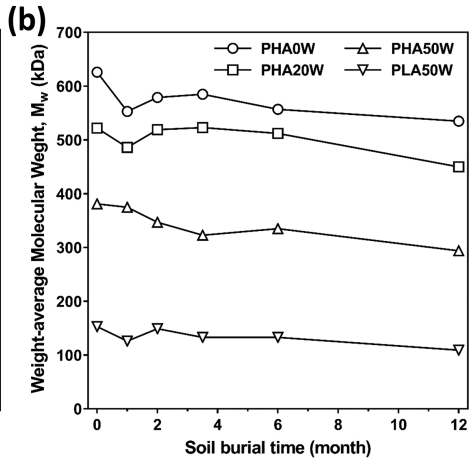 (b)
Weight-average Molecular Weght, Mw (kDa)
700
600
500
400
300
200
100
0
PHA0W
PHA50W
PHA20W
PLA50W
0 2 4 6 8 10 12
Soil burial time (month)